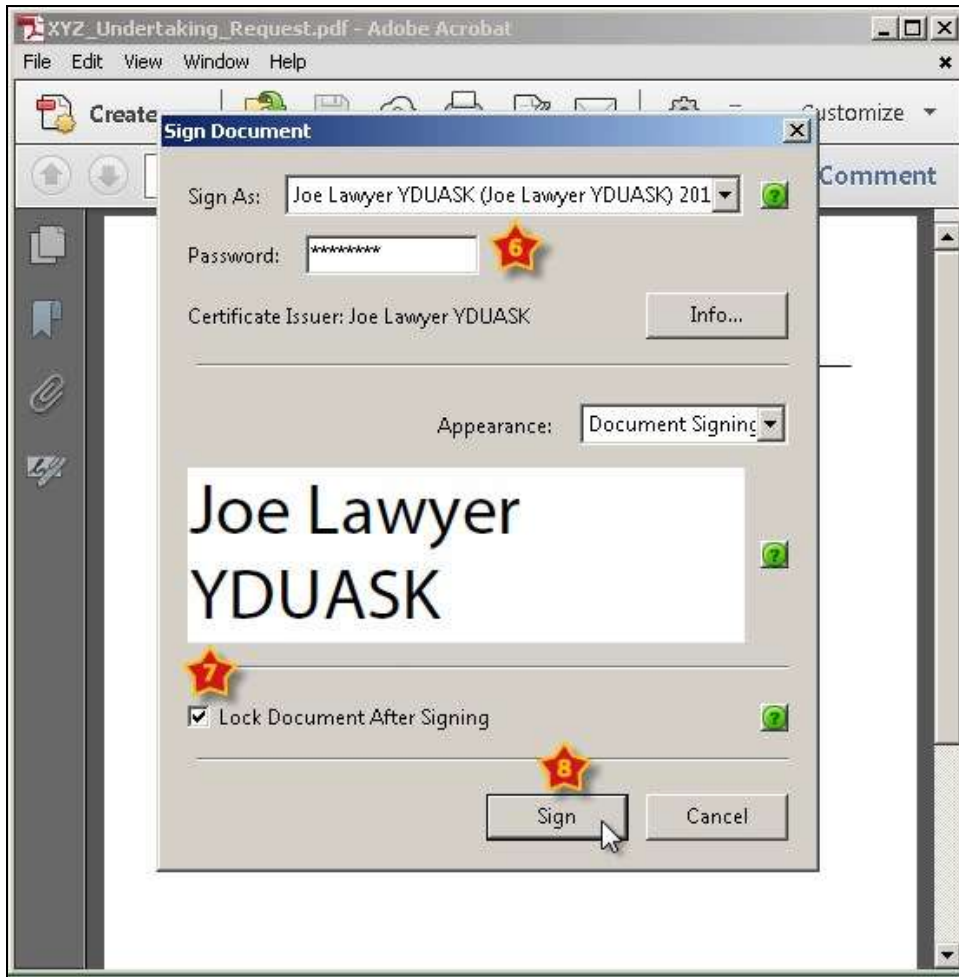 XYZ_Undertaking_Request.pdf - Adobe Acrobat
File Edit View Window Help
Create
ustomize
Sign Document
Comment
Sign As: Joe Lawyer YDUASK (Joe Lawyer YDUASK) 201
?
Password: ********
6
Certificate Issuer: Joe Lawyer YDUASK
Info...
Appearance: Document Signing
Joe Lawyer
YDUASK
?
7
Lock Document After Signing
?
8
Sign Cancel